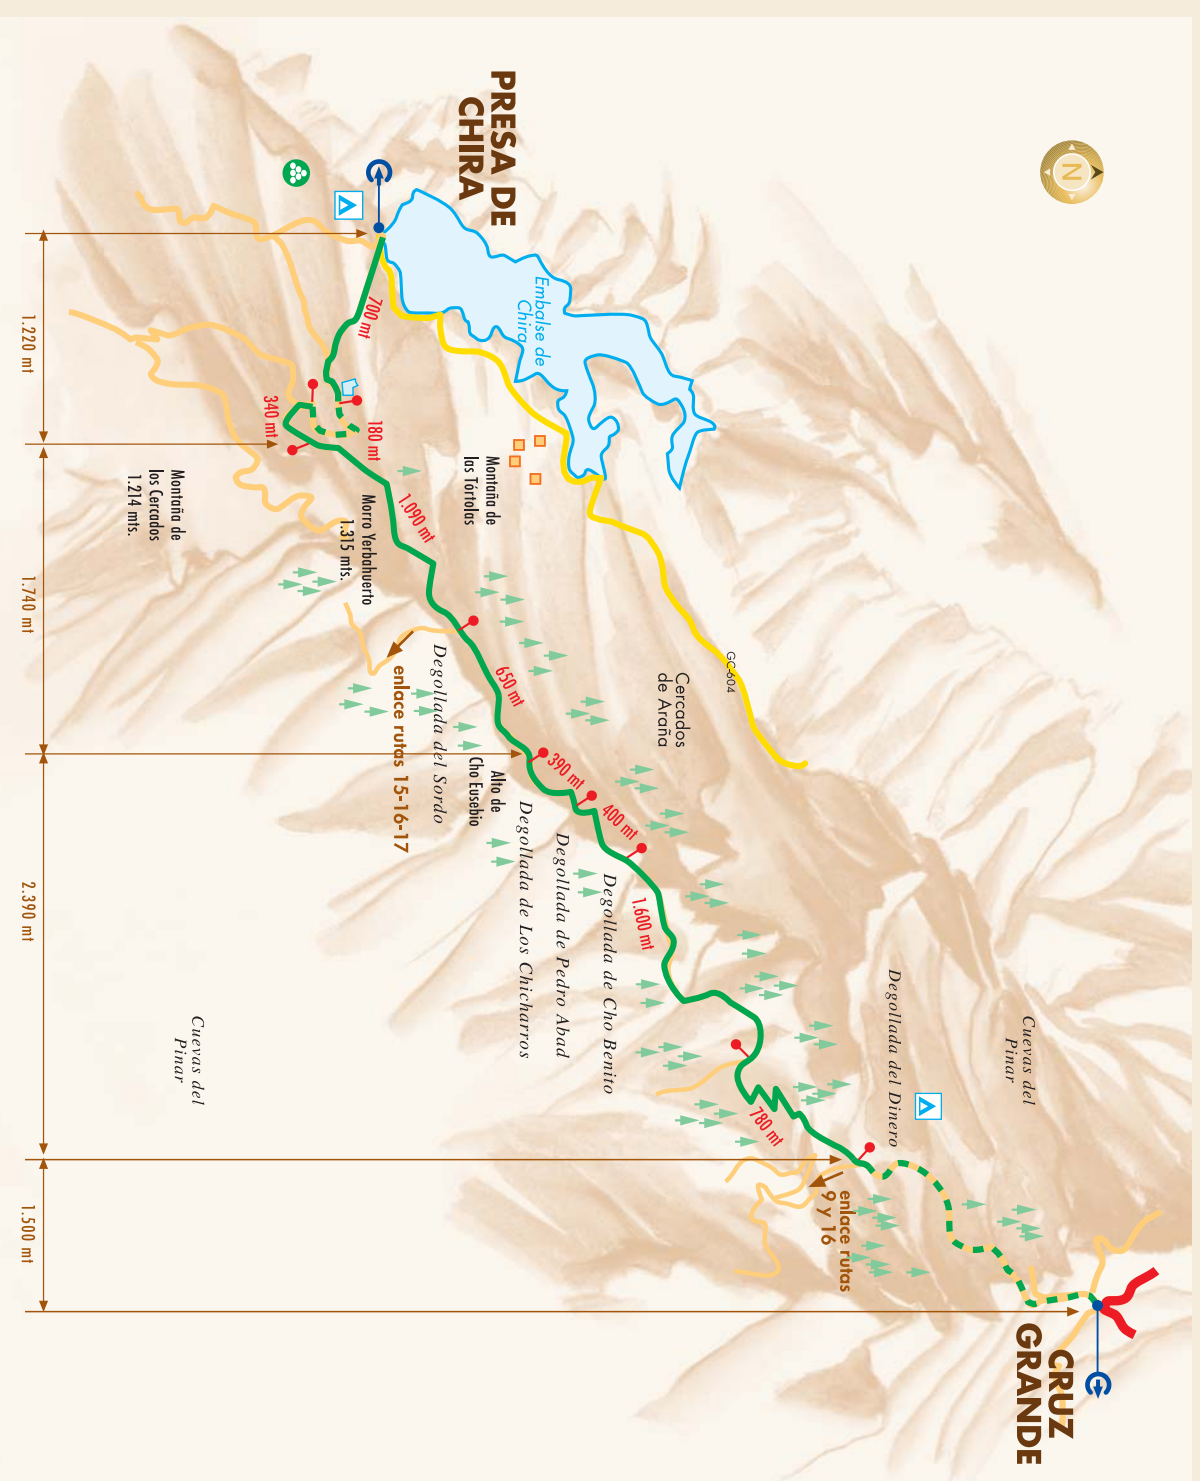 N
PRESA DE
CHIRA
Embalse de
Chira
700 mt
180 mt
340 mt
Montaña de
las Tórtolas
Montaña de
los Cercados
1.214 mts.
Morro Yerbahuerto
1.315 mts.
1.090 mt
650 mt
GC-604
Cercados
de Araña
Degollada del Sordo
enlace rutas 15-16-17
390 mt
Alto de
Cho Eusebio
400 mt
Degollada de Los Chicharros
Degollada de Pedro Abad
Degollada de Cho Benito
1.600 mt
Degollada del Dinero
Cuevas del
Pinar
Cuevas del
Pinar
780 mt
enlace rutas
9 y 16
CRUZ
GRANDE
1.220 mt
1.740 mt
2.390 mt
1.500 mt